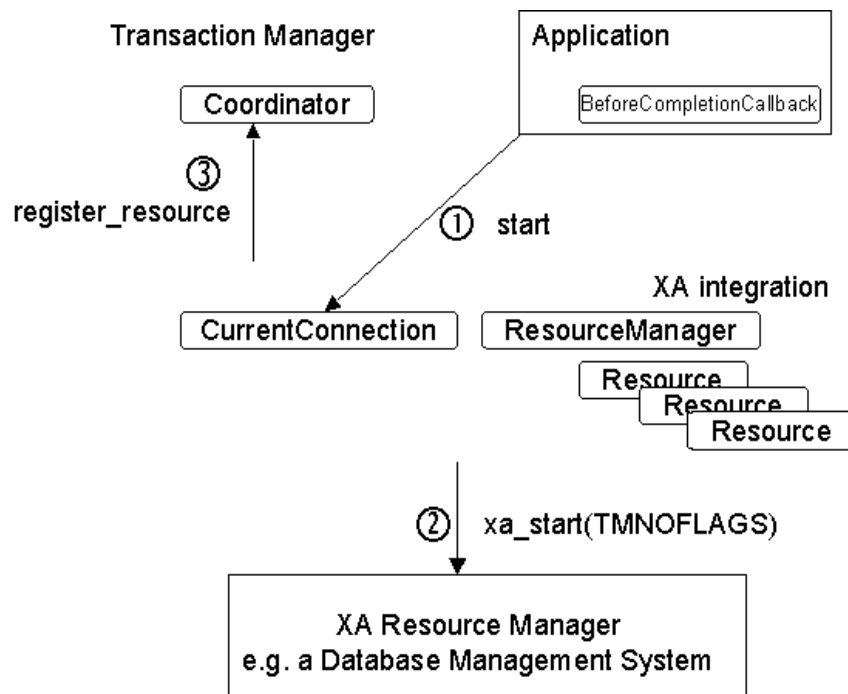 Transaction Manager
Application
Coordinator
BeforeCompletionCallback
3
register_resource
1 start
XA integration
CurrentConnection
ResourceManager
Resource
Resource
Resource
2 xa_start(TMNOFLAGS)
XA Resource Manager
e.g. a Database Management System